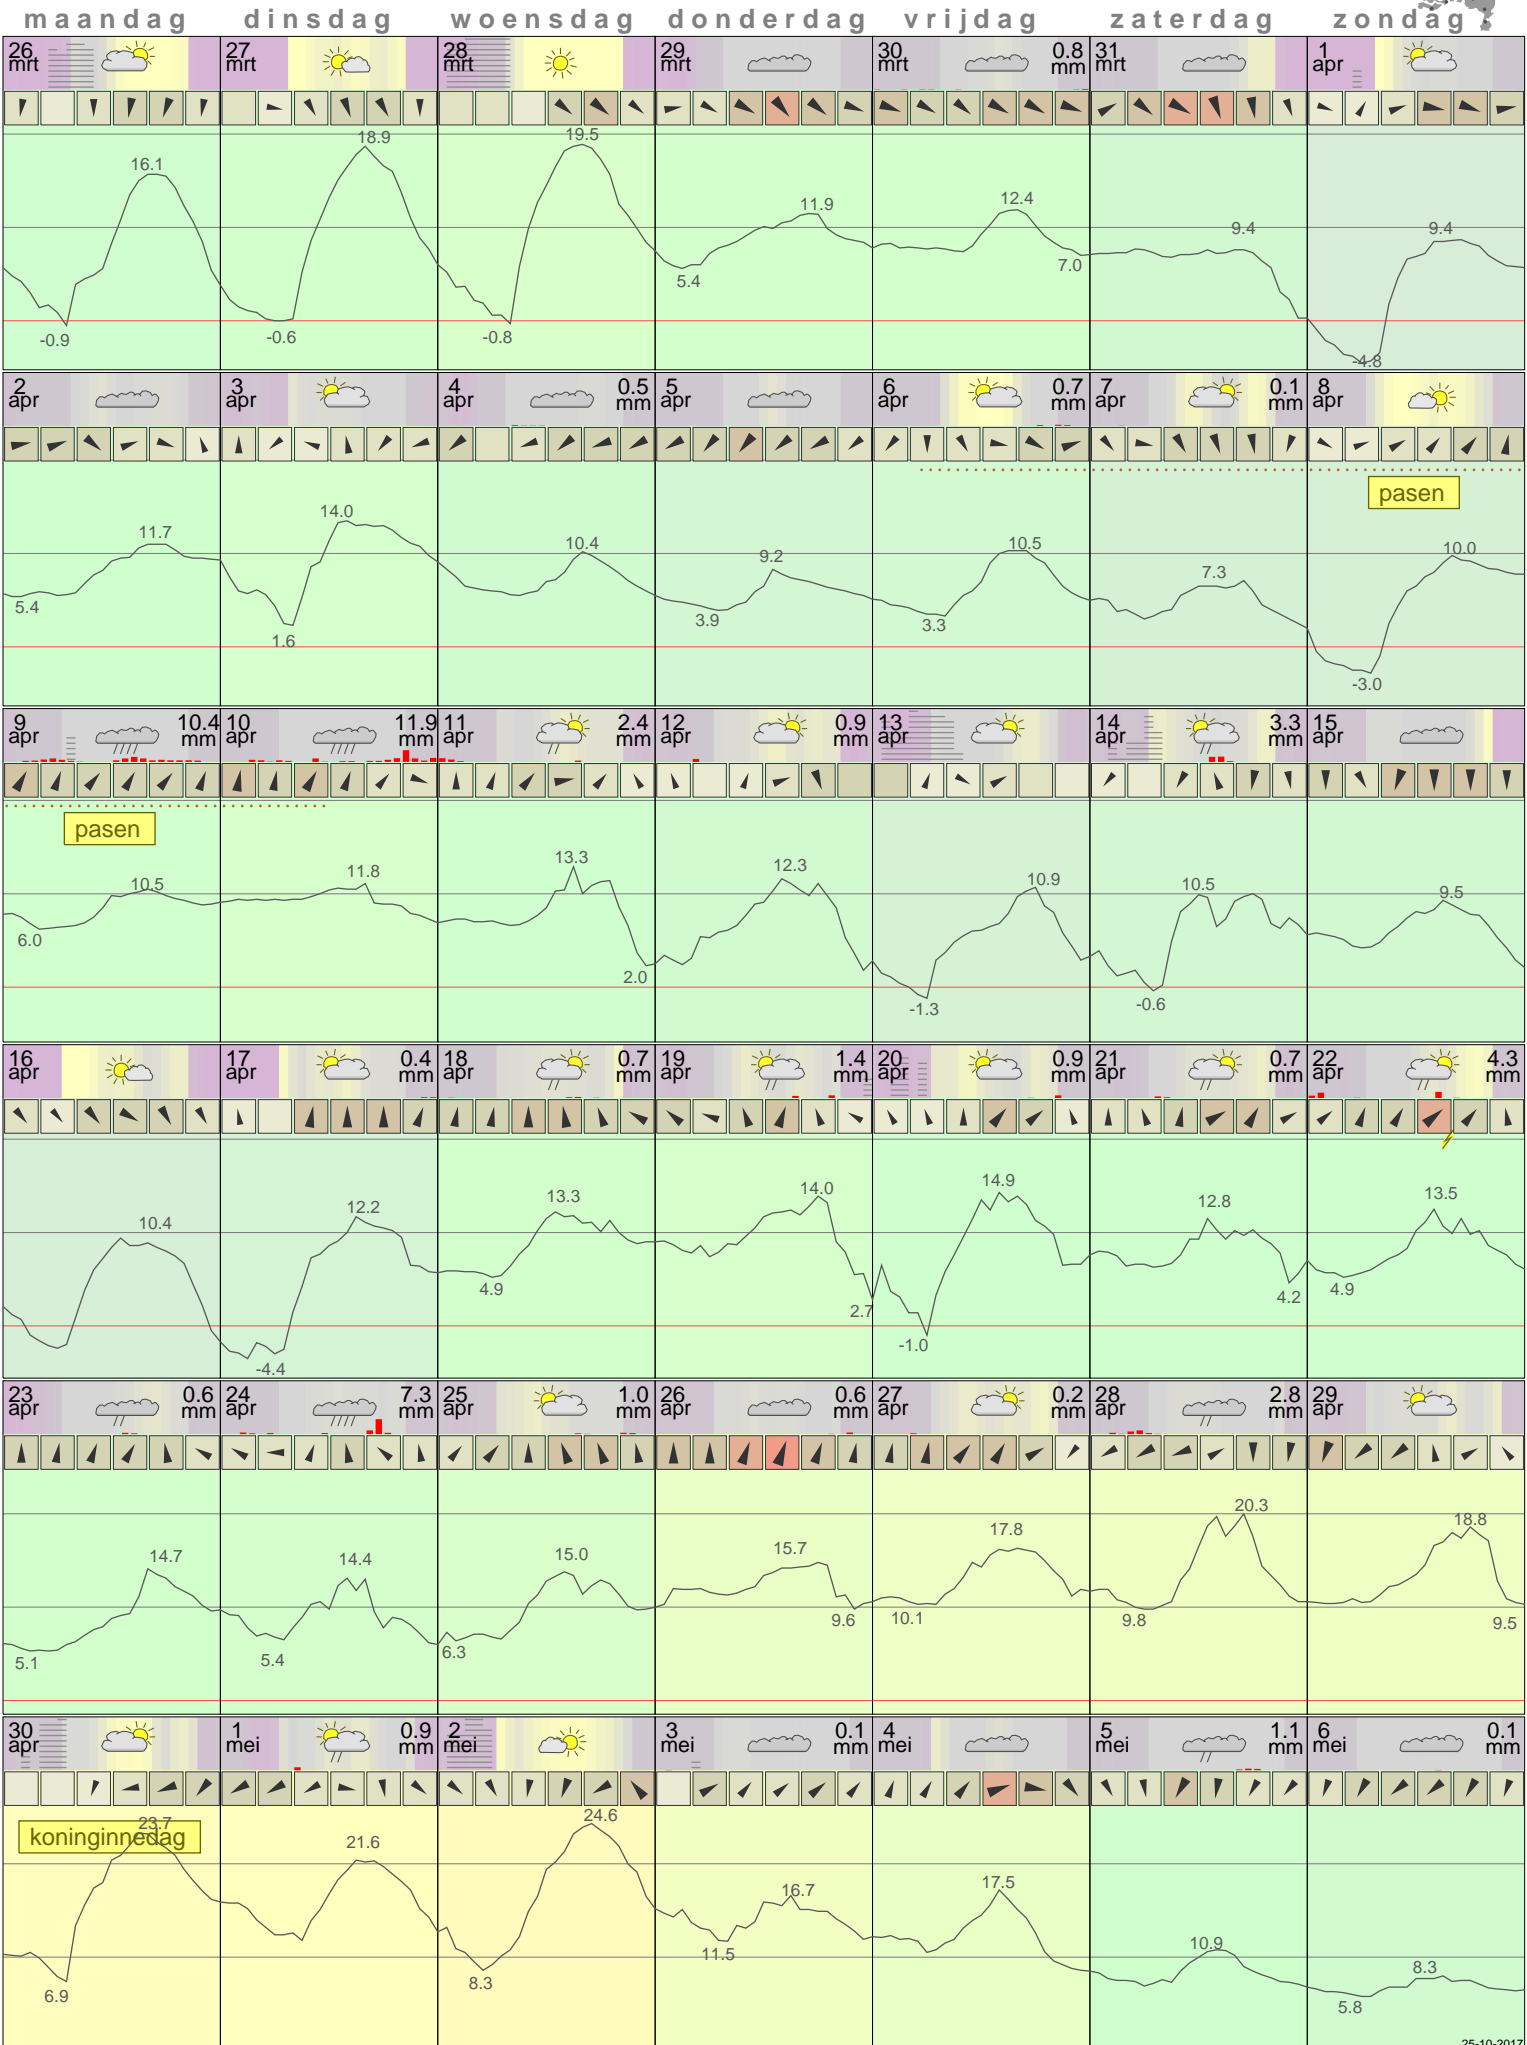 maandag dinsdag woensdag donderdag vrijdag zaterdag zondag
26 27 28 29 30 0.8 31 1
mrt mrt mrt mrt mrt mm mrt apr
18.9 19.5
16.1
11.9 12.4
9.4 9.4
5.4 7.0
-0.9 -0.6 -0.8
-4.8
2 3 4 0.5 5 6 0.7 7 0.1 8
apr apr apr mm apr apr mm apr mm apr
pasen
14.0
11.7 10.4 9.2 10.5 7.3 10.0
5.4 1.6 3.9 3.3
-3.0
9 10.4 10 11.9 11 2.4 12 0.9 13 14 3.3 15
apr mm apr mm apr mm apr mm apr apr mm apr
pasen
10.5 11.8 13.3 12.3 10.9 10.5 9.5
6.0 2.0 -1.3 -0.6
16 17 0.4 18 0.7 19 1.4 20 0.9 21 0.7 22 4.3
apr apr mm apr mm apr mm apr mm apr mm apr mm
10.4 12.2 13.3 14.0 14.9 12.8 13.5
-4.4 4.9 2.7 -1.0 4.2 4.9
23 0.6 24 7.3 25 1.0 26 0.6 27 0.2 28 2.8 29
apr mm apr mm apr mm apr mm apr mm apr mm apr
14.7 14.4 15.0 15.7 17.8 20.3 18.8
5.1 5.4 6.3 9.6 10.1 9.8 9.5
30 1 0.9 2 3 0.1 4 5 1.1 6 0.1
apr mei mm mei mei mm mei mei mm mei mm
koninginnedag
23.7 21.6 24.6 16.7 17.5 10.9 8.3
6.9 8.3 11.5 5.8
25-10-2017